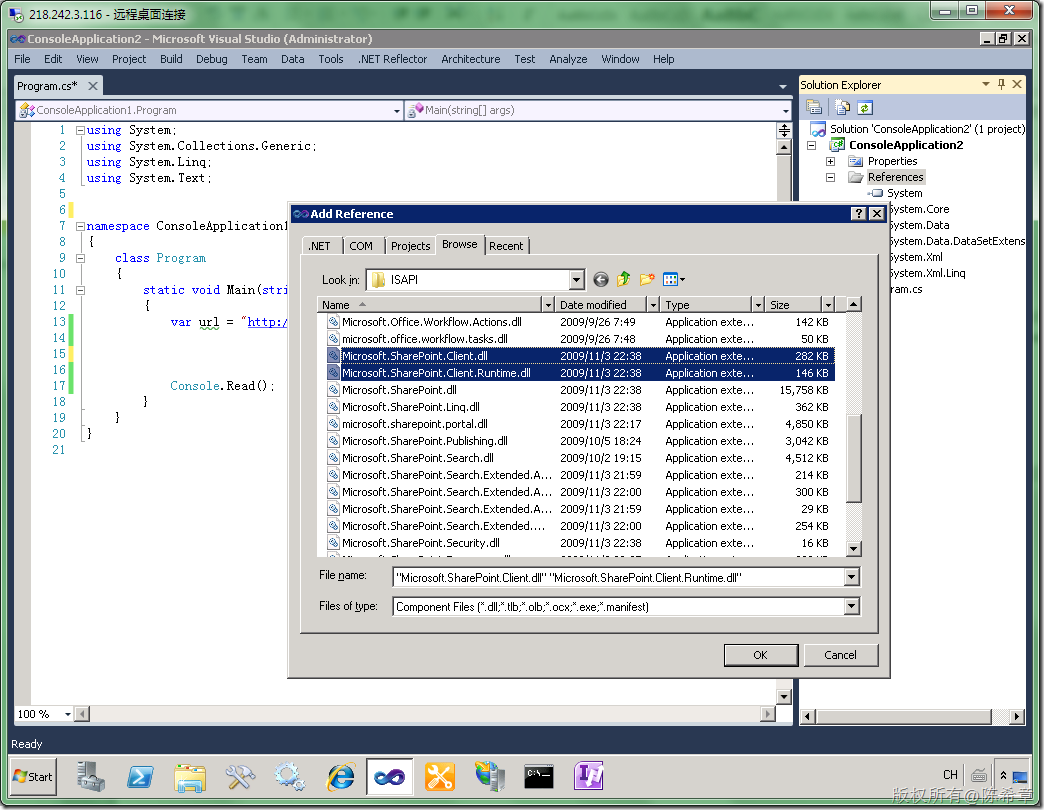 218.242.3.116 - 远程桌面连接
ConsoleApplication2 - Microsoft Visual Studio (Administrator)
File Edit View Project Build Debug Team Data Tools .NET Reflector Architecture Test Analyze Window Help
Program.cs*
ConsoleApplication1.Program
Main(string[] args)
1 using System;
2 using System.Collections.Generic;
3 using System.Linq;
4 using System.Text;
5
6
7 namespace ConsoleApplication1
8 {
9 class Program
10 {
11 static void Main(stri
12 {
13 var url = "http:/
14
15
16
17 Console.Read();
18 }
19 }
20 }
21
100 %
Solution Explorer
Solution 'ConsoleApplication2' (1 project)
ConsoleApplication2
Properties
References
System
System.Core
System.Data
System.Data.DataSetExtens
System.Xml
System.Xml.Linq
ram.cs
Add Reference
.NET COM Projects Browse Recent
Look in: ISAPI
Name Date modified Type Size
Microsoft.Office.Workflow.Actions.dll 2009/9/26 7:49 Application exte... 142 KB
microsoft.office.workflow.tasks.dll 2009/9/26 7:48 Application exte... 50 KB
Microsoft.SharePoint.Client.dll 2009/11/3 22:38 Application exte... 282 KB
Microsoft.SharePoint.Client.Runtime.dll 2009/11/3 22:38 Application exte... 146 KB
Microsoft.SharePoint.dll 2009/11/3 22:38 Application exte... 15,758 KB
Microsoft.SharePoint.Linq.dll 2009/11/3 22:38 Application exte... 362 KB
microsoft.sharepoint.portal.dll 2009/11/3 22:17 Application exte... 4,850 KB
Microsoft.SharePoint.Publishing.dll 2009/10/5 18:24 Application exte... 3,042 KB
Microsoft.SharePoint.Search.dll 2009/10/2 19:15 Application exte... 4,512 KB
Microsoft.SharePoint.Search.Extended.A... 2009/11/3 21:59 Application exte... 214 KB
Microsoft.SharePoint.Search.Extended.A... 2009/11/3 22:00 Application exte... 300 KB
Microsoft.SharePoint.Search.Extended.A... 2009/11/3 21:59 Application exte... 29 KB
Microsoft.SharePoint.Search.Extended.... 2009/11/3 22:00 Application exte... 254 KB
Microsoft.SharePoint.Security.dll 2009/11/3 22:38 Application exte... 16 KB
File name: "Microsoft.SharePoint.Client.dll" "Microsoft.SharePoint.Client.Runtime.dll"
Files of type: Component Files (*.dll;*.tlb;*.olb;*.ocx;*.exe;*.manifest)
OK Cancel
Ready
Start
CH
版权所有@陈希章